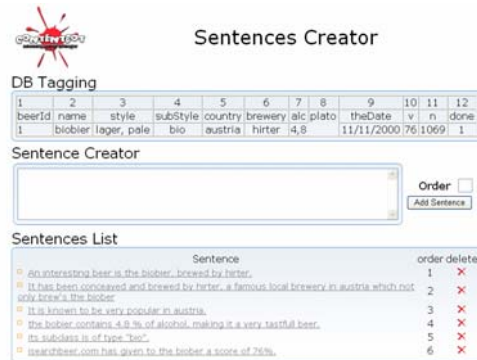 Sentences Creator
DB Tagging
1 2 3 4 5 6 7 8 9 10 11 12
beerId name style subStyle country brewery alc plato theDate v n done
1 biobier lager, pale bio austria hirter 4,8 11/11/2000 76 1069 1
Sentence Creator
Order
Add Sentence
Sentences List
Sentence order delete
An interesting beer is the biobier, brewed by hirter. 1
It has been conceaved and brewed by hirter, a famous local brewery in austria which not 2
only brew's the biober
It is known to be very popular in austria. 3
the bobier contains 4,8 % of alcohol, making it a very tastfull beer. 4
its subdass is of type "bio". 5
isearchbeer.com has given to the biober a score of 76%. 6